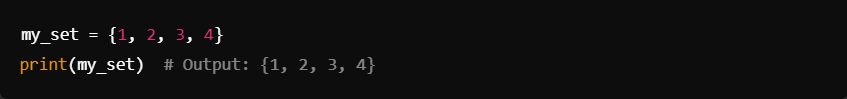 my_set = {1, 2, 3, 4}
print(my_set)  # Output: {1, 2, 3, 4}